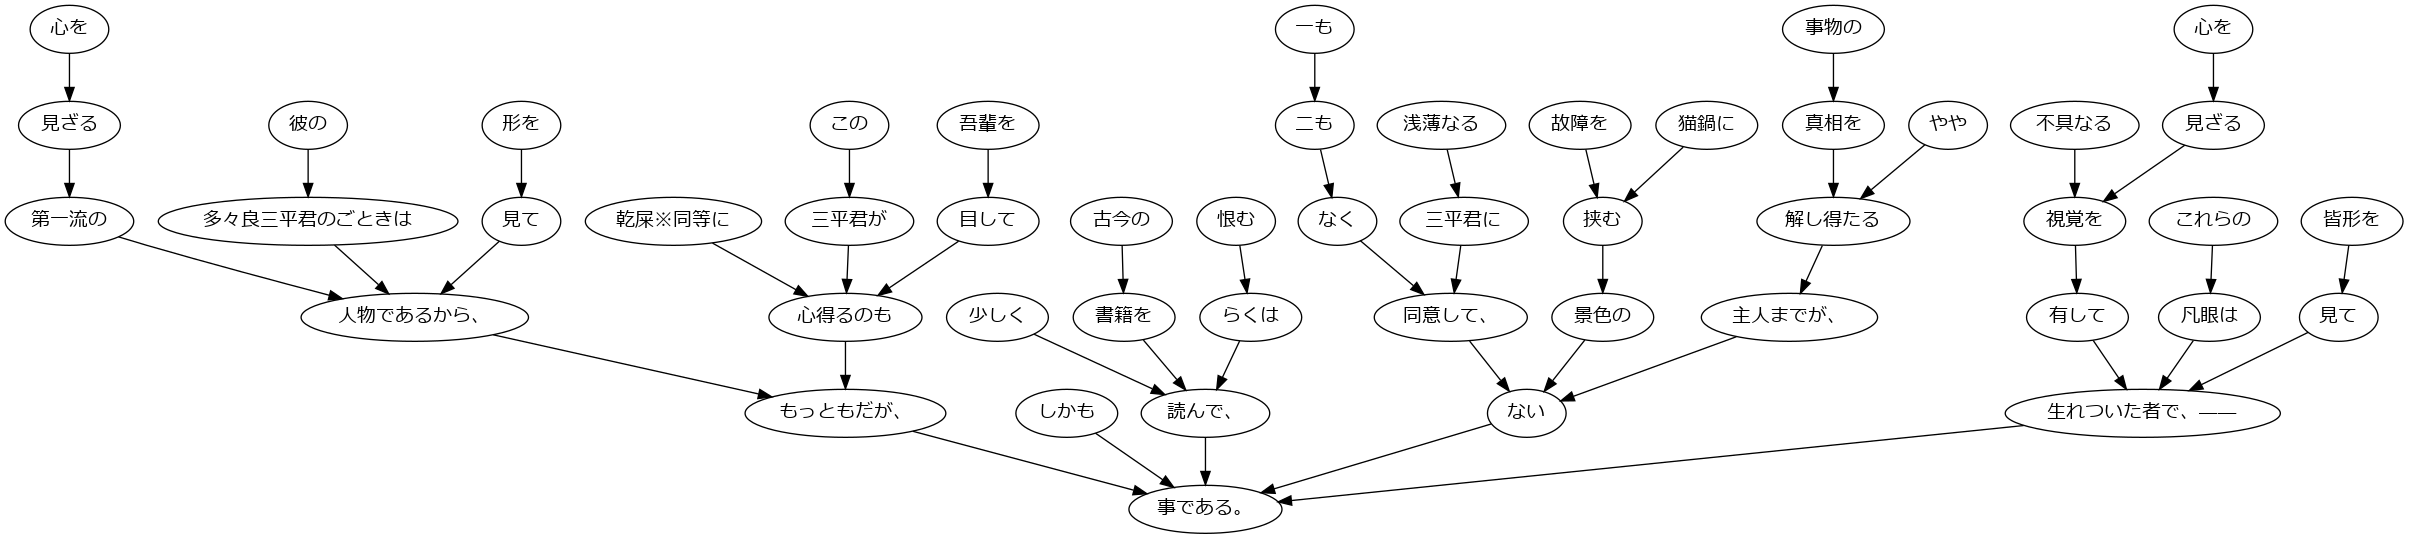 心を
一も
事物の
心を
見ざる
彼の
形を
この
吾輩を
二も
浅薄なる
故障を
猫鍋に
真相を
やや
不具なる
見ざる
第一流の
多々良三平君のごときは
見て
乾屎※同等に
三平君が
目して
古今の
恨む
なく
三平君に
挟む
解し得たる
視覚を
これらの
皆形を
人物であるから、
心得るのも
少しく
書籍を
らくは
同意して、
景色の
主人までが、
有して
凡眼は
見て
もっともだが、
しかも
読んで、
ない
生れついた者で、――
事である。